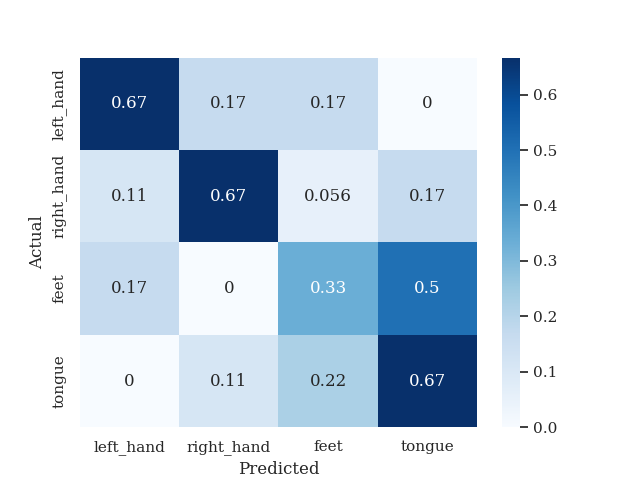 left_hand 0.67 0.17 0.17 0
right_hand 0.11 0.67 0.056 0.17
feet 0.17 0 0.33 0.5
tongue 0 0.11 0.22 0.67
left_hand right_hand feet tongue
Predicted
Actual
0.6
0.5
0.4
0.3
0.2
0.1
0.0